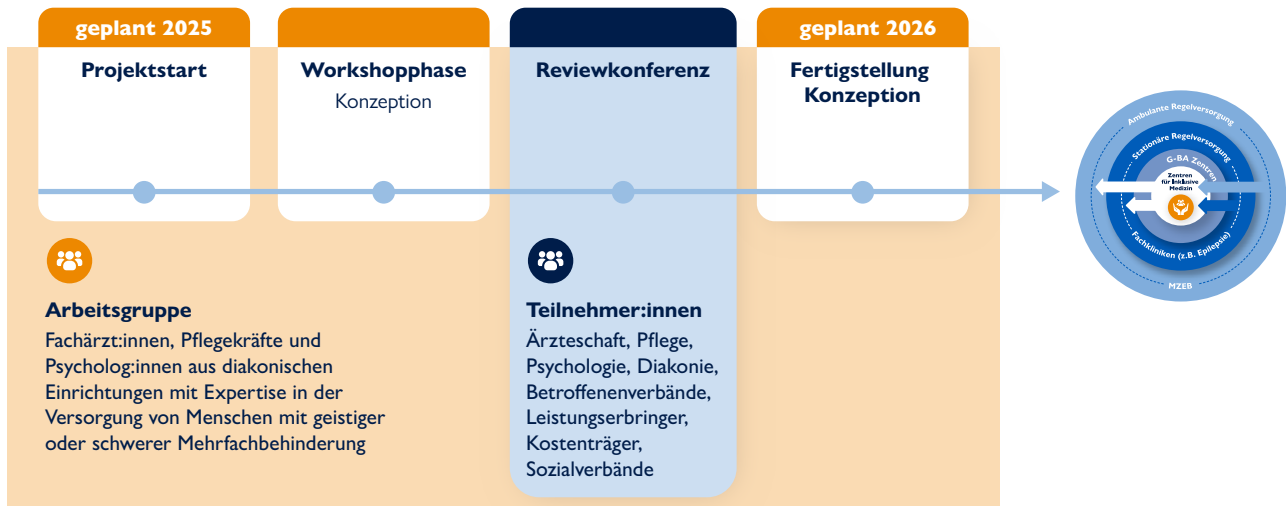 geplant 2025
geplant 2026
Projektstart
Workshopphase
Konzeption
Reviewkonferenz
Fertigstellung
Konzeption
Arbeitsgruppe
Fachärzt:innen, Pflegekräfte und
Psycholog:innen aus diakonischen
Einrichtungen mit Expertise in der
Versorgung von Menschen mit geistiger
oder schwerer Mehrfachbehinderung
Teilnehmer:innen
Ärzteschaft, Pflege,
Psychologie, Diakonie,
Betroffenenverbände,
Leistungserbringer,
Kostenträger,
Sozialverbände
Ambulante Regelversorgung
Stationäre Regelversorgung
G-BA Zentren
Zentren
für Inklusive
Medizin
Fachkliniken (z.B. Epilepsie)
MZEB